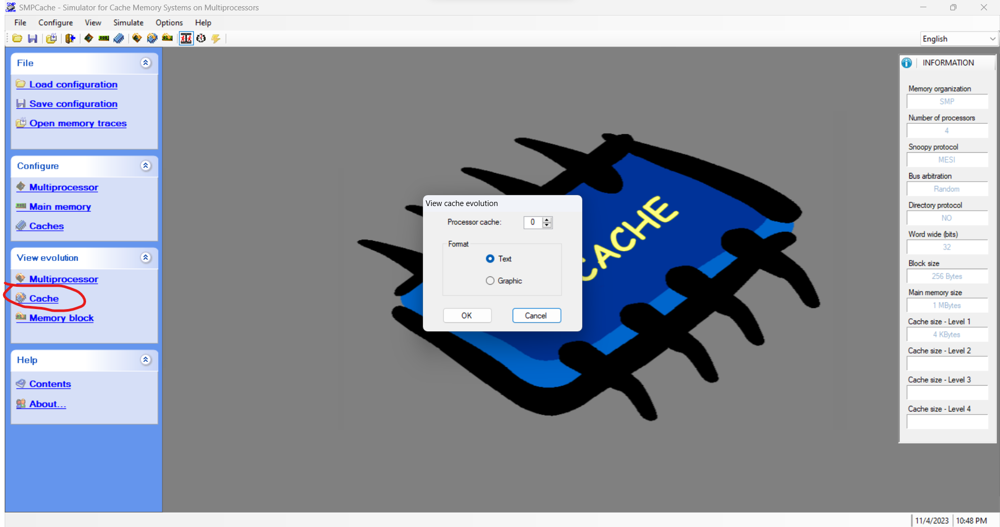 SMPCache - Simulator for Cache Memory Systems on Multiprocessors
File Configure View Simulate Options Help
English
File
Load configuration
Save configuration
Open memory traces
Configure
Multiprocessor
Main memory
Caches
View evolution
Multiprocessor
Cache
Memory block
Help
Contents
About...
CACHE
View cache evolution
Processor cache: 0
Format
Text
Graphic
OK Cancel
INFORMATION
Memory organization
SMP
Number of processors
4
Snoopy protocol
MESI
Bus arbitration
Random
Directory protocol
NO
Word wide (bits)
32
Block size
256 Bytes
Main memory size
1 MBytes
Cache size - Level 1
4 KBytes
Cache size - Level 2
Cache size - Level 3
Cache size - Level 4
11/4/2023 10:48 PM